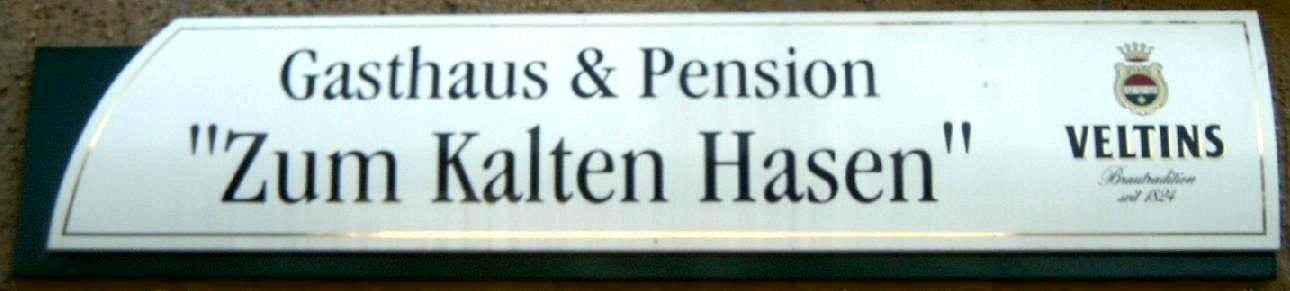 Gasthaus & Pension
"Zum Kalten Hasen"
VELTINS
Brautradition
seit 1824